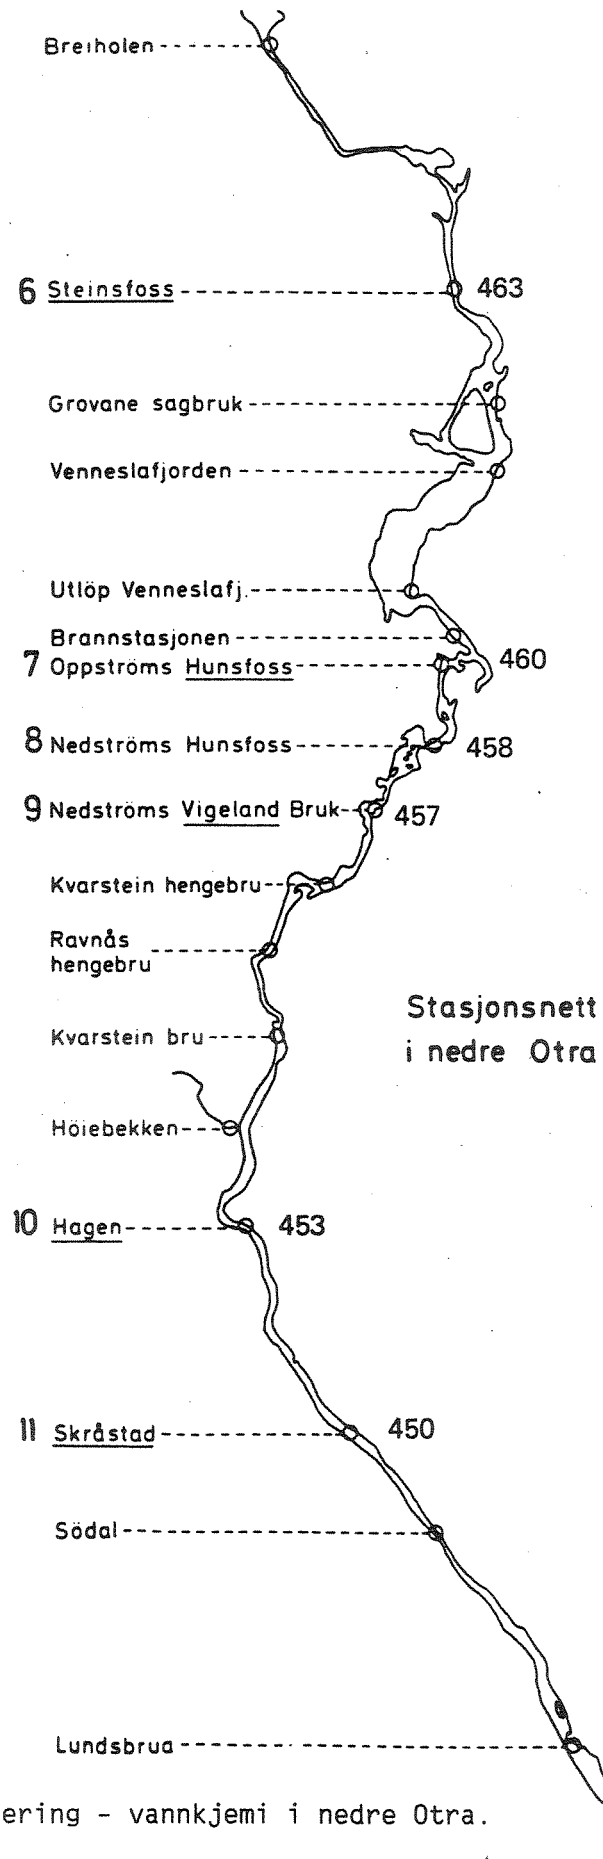 Breiholen
6 Steinsfoss 463
Grovane sagbruk
Venneslafjorden
Utlöp Venneslafj.
Brannstasjonen
7 Oppströms Hunsfoss 460
8 Nedströms Hunsfoss 458
9 Nedströms Vigeland Bruk 457
Kvarstein hengebru
Ravnås
hengebru
Stasjonsnett
i nedre Otra
Kvarstein bru
Höiebekken
10 Hagen 453
11 Skråstad 450
Södal
Lundsbrua
ering - vannkjemi i nedre Otra.